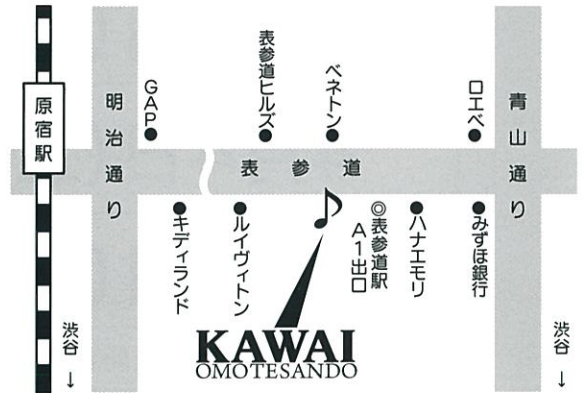 原宿駅
明治通り
GAP
表参道ヒルズ
ベネトン
ロエベ
青山通り
表参道
キディランド
ルイヴィトン
♪
◎表参道駅
A1出口
ハナエモリ
みずほ銀行
渋谷↓
KAWAI
OMOTESANDO
渋谷↓